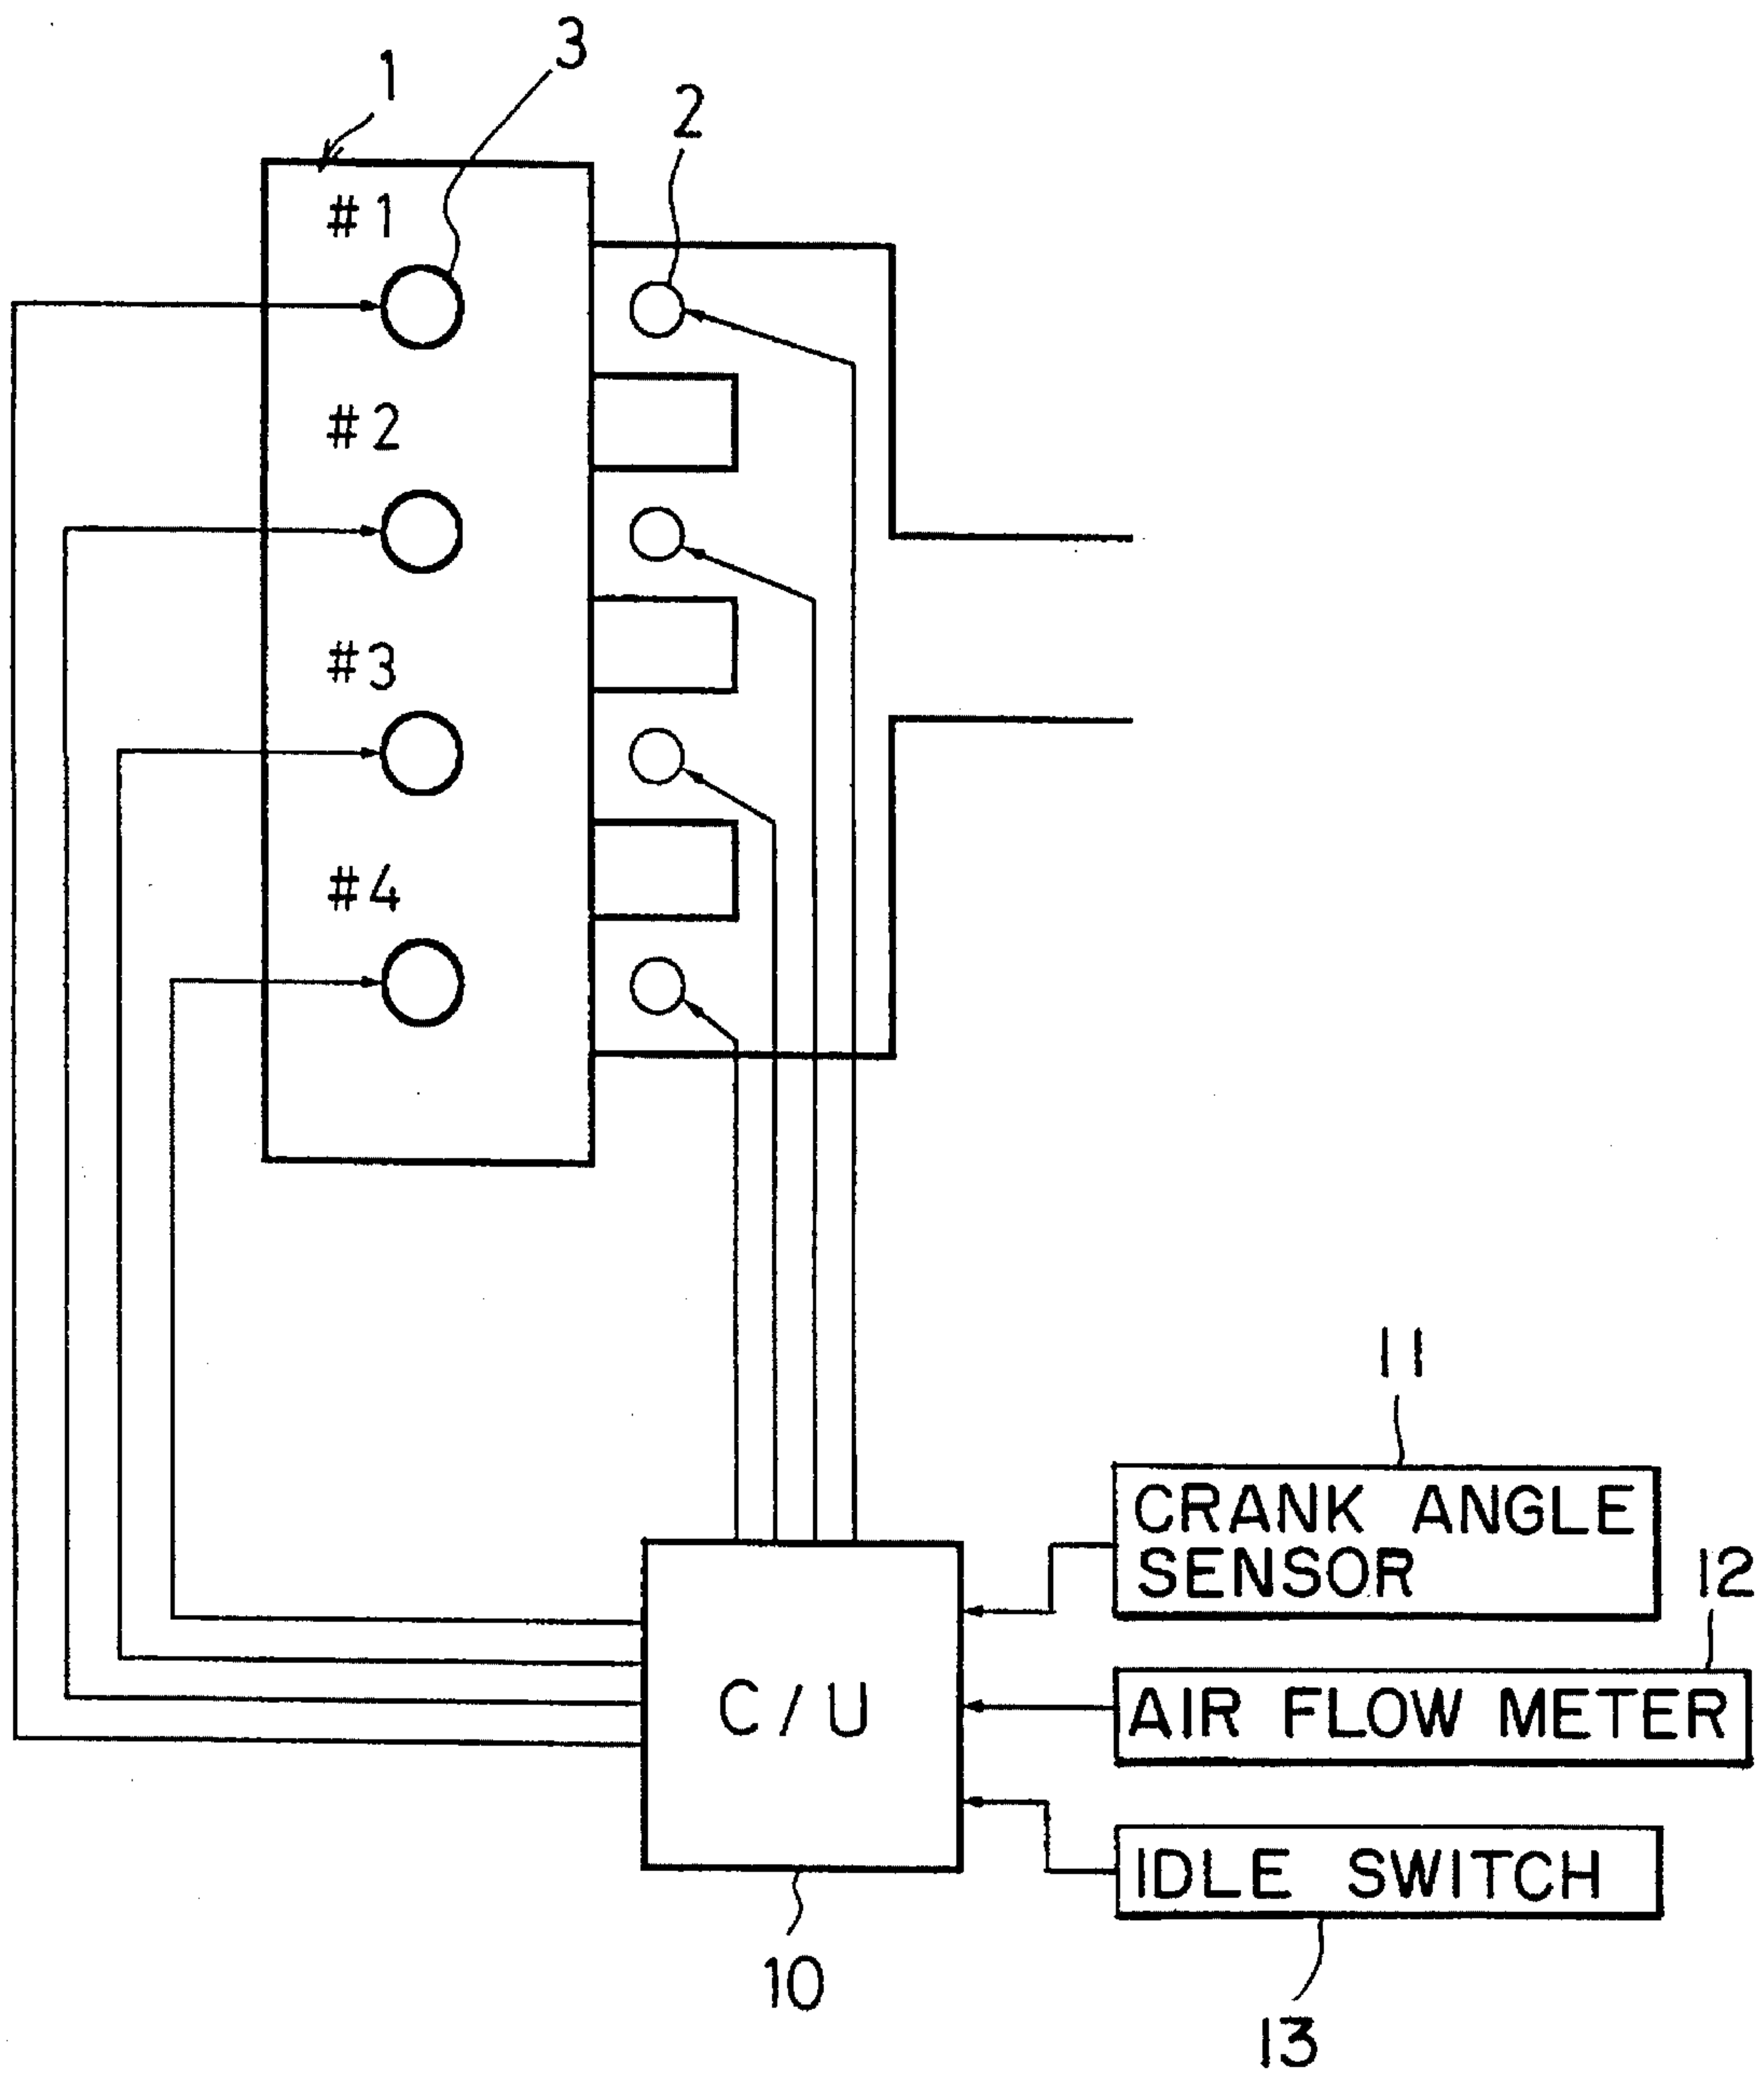 3
1
2
#1
#2
#3
#4
11
CRANK ANGLE
SENSOR
12
C/U
AIR FLOW METER
IDLE SWITCH
10
13